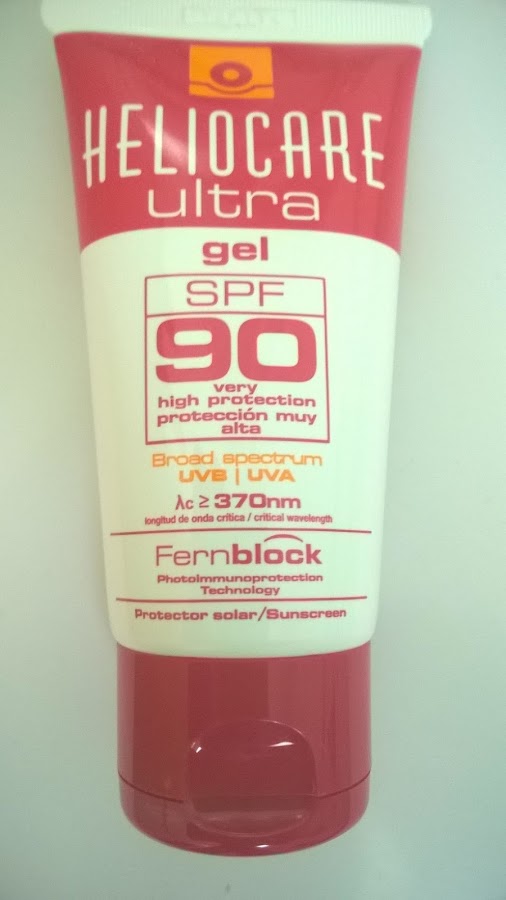 HELIOCARE
ultra
gel
SPF
90
very
high protection
protección muy
alta
Broad spectrum
UVB | UVA
λc ≥ 370nm
longitud de onda crítica / critical wavelength
Fernblock
PhotoImmunoprotection
Technology
Protector solar/Sunscreen